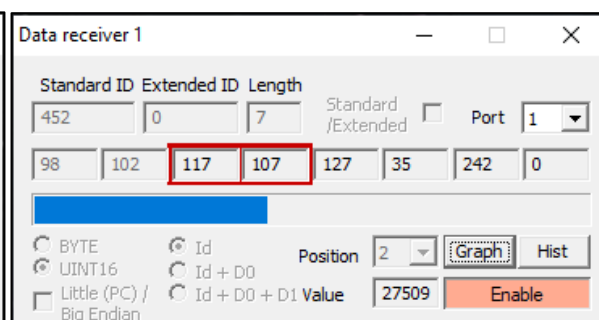 Data receiver 1
Standard ID Extended ID Length
452 0 7 Standard /Extended Port 1
98 102 117 107 127 35 242 0
BYTE Id
UINT16 Id + D0 Position 2 Graph Hist
Little (PC) / Big Endian Id + D0 + D1 Value 27509 Enable